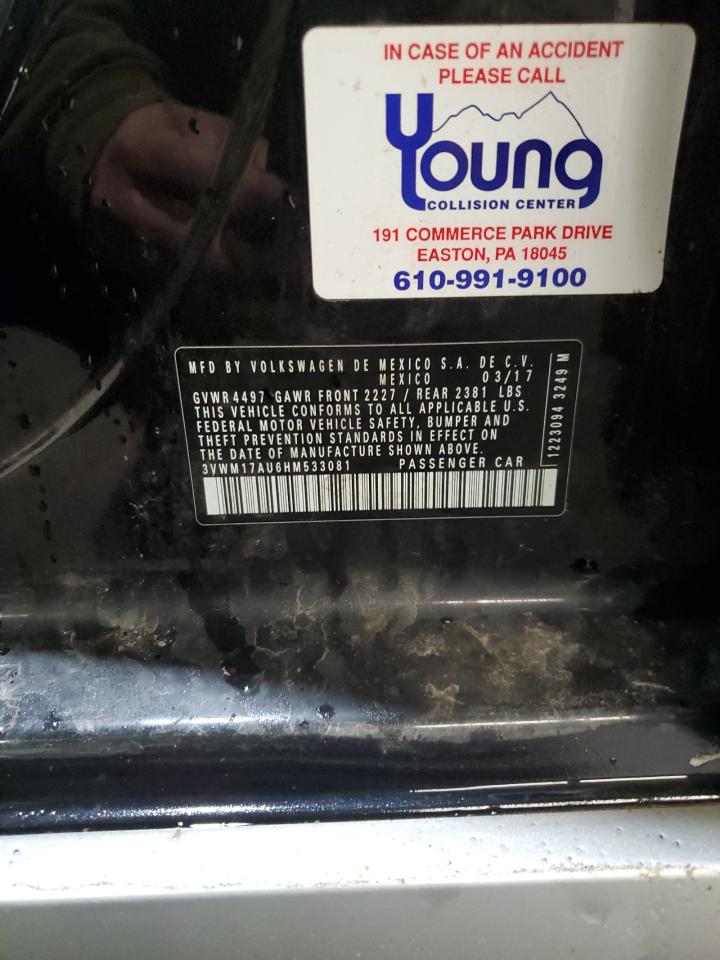 IN CASE OF AN ACCIDENT
PLEASE CALL
Young
COLLISION CENTER
191 COMMERCE PARK DRIVE
EASTON, PA 18045
610-991-9100
MFD BY VOLKSWAGEN DE MEXICO S.A. DE C.V.
MEXICO 03/17
GVWR 4497 GAWR FRONT 2227 / REAR 2381 LBS
THIS VEHICLE CONFORMS TO ALL APPLICABLE U.S.
FEDERAL MOTOR VEHICLE SAFETY, BUMPER AND
THEFT PREVENTION STANDARDS IN EFFECT ON
THE DATE OF MANUFACTURE SHOWN ABOVE.
3VWM17AU6HM533081 PASSENGER CAR
1223094 3249 M